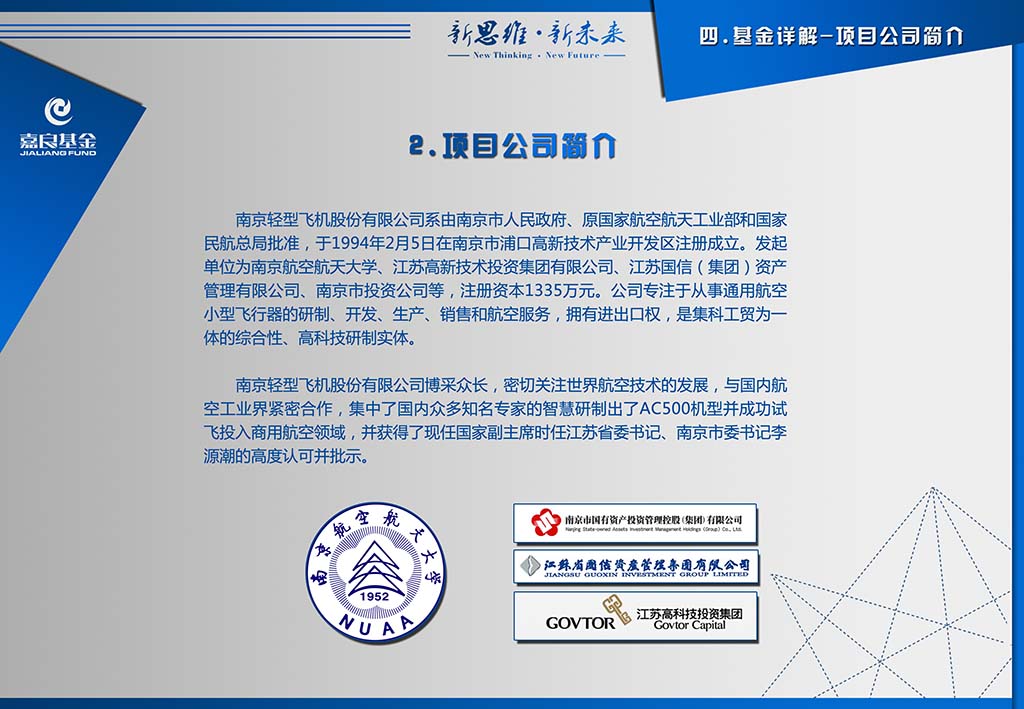 新思维·新未来
New Thinking · New Future
四.基金详解-项目公司简介
嘉良基金
JIALIANG FUND
2.项目公司简介
南京轻型飞机股份有限公司系由南京市人民政府、原国家航空航天工业部和国家
民航总局批准，于1994年2月5日在南京市浦口高新技术产业开发区注册成立。发起
单位为南京航空航天大学、江苏高新技术投资集团有限公司、江苏国信（集团）资产
管理有限公司、南京市投资公司等，注册资本1335万元。公司专注于从事通用航空
小型飞行器的研制、开发、生产、销售和航空服务，拥有进出口权，是集科工贸为一
体的综合性、高科技研制实体。
南京轻型飞机股份有限公司博采众长，密切关注世界航空技术的发展，与国内航
空工业界紧密合作，集中了国内众多知名专家的智慧研制出了AC500机型并成功试
飞投入商用航空领域，并获得了现任国家副主席时任江苏省委书记、南京市委书记李
源潮的高度认可并批示。
南京航空航天大学
1952
NUAA
南京市国有资产投资管理控股(集团)有限公司
Nanjing State-owned Assets Investment Management Holdings (Group) Co., Ltd.
江苏省国信资产管理集团有限公司
JIANGSU GUOXIN INVESTMENT GROUP LIMITED
GOVTOR
江苏高科技投资集团
Govtor Capital